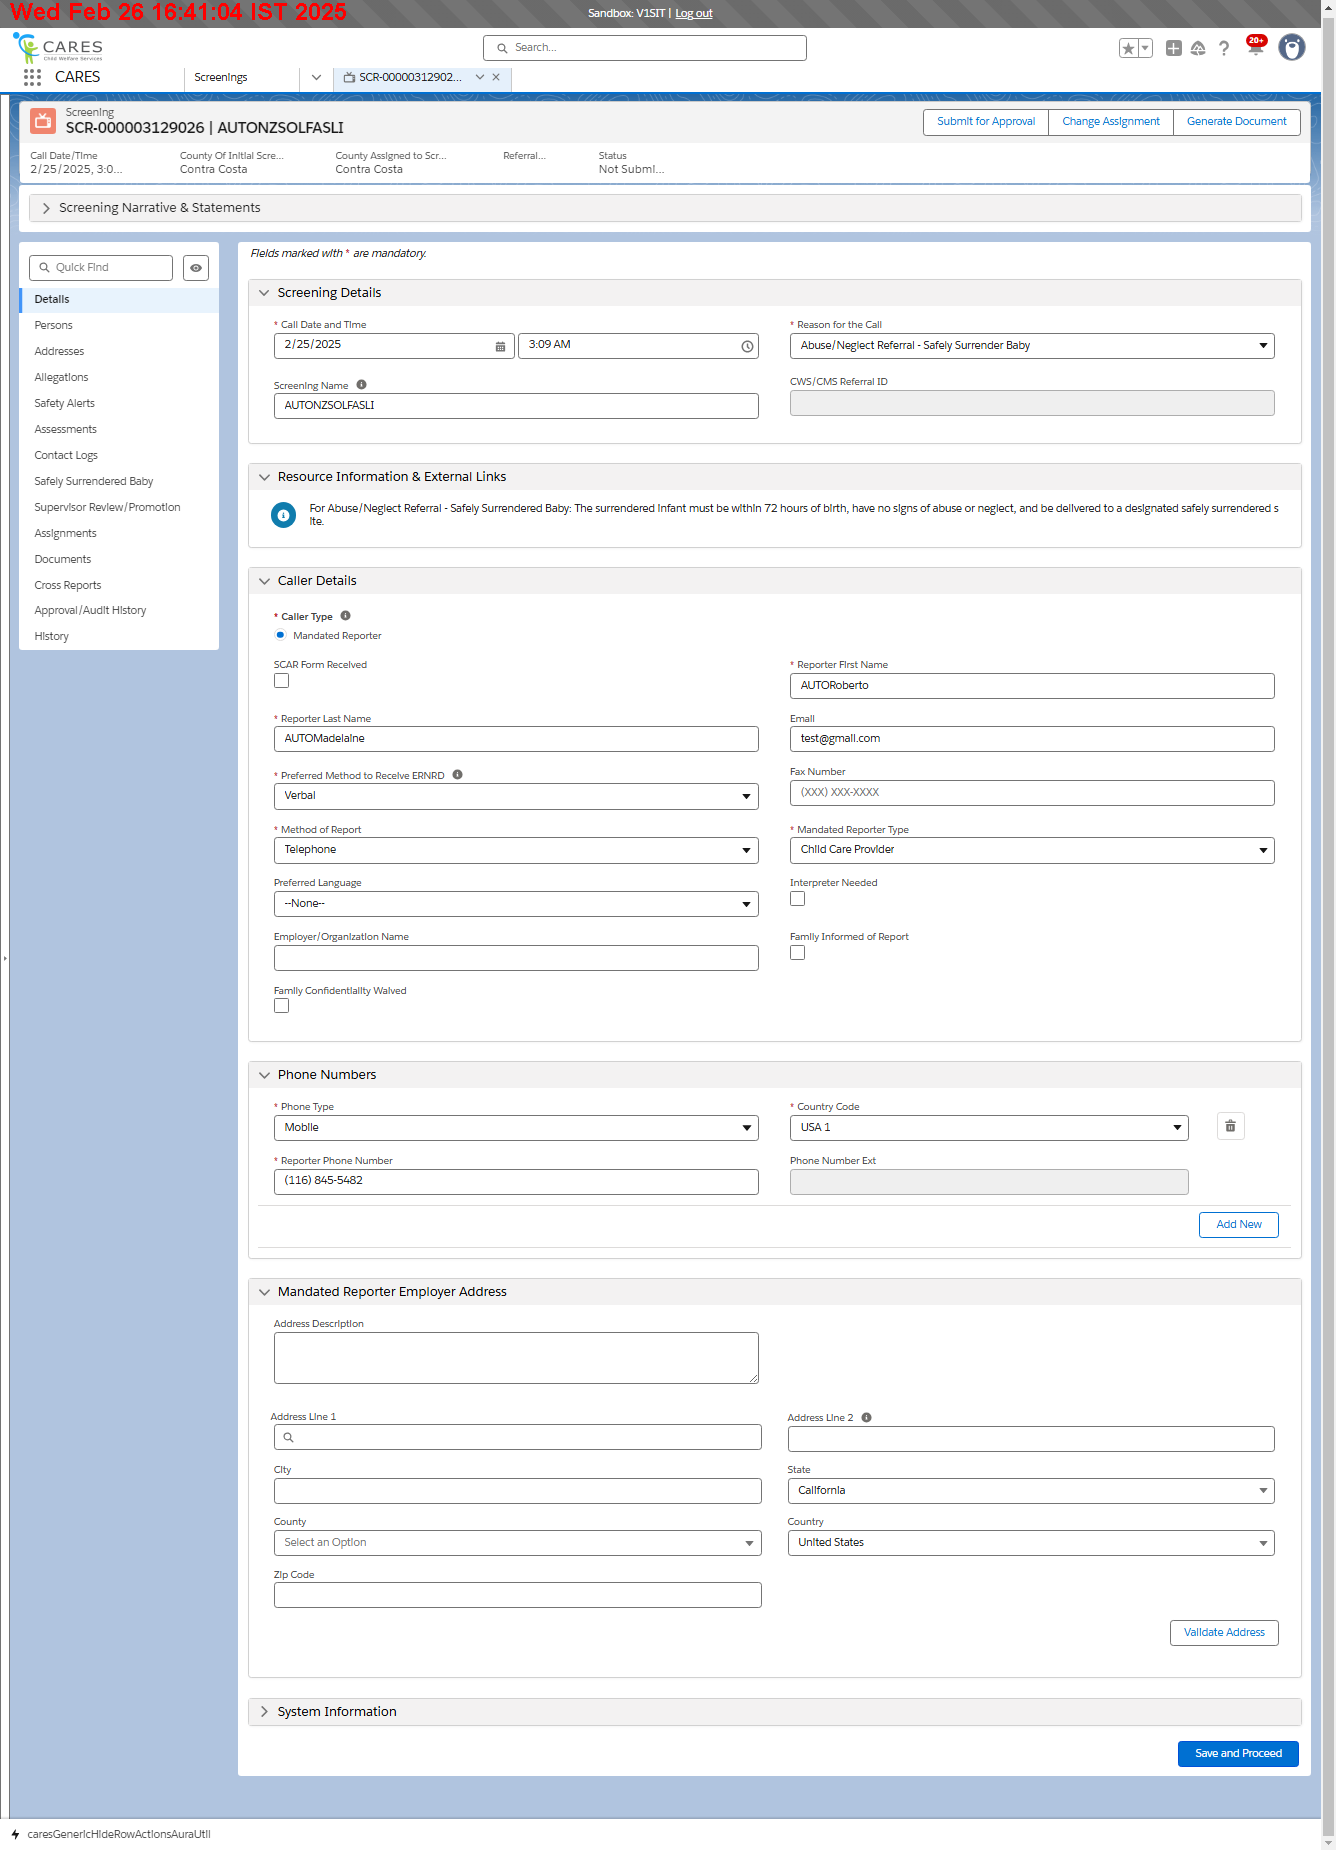 Wed Feb 26 16:41:04 IST 2025
Sandbox: V1SIT | Log out
CARES
Child Welfare Services
Search...
20+
CARES
Screenings
SCR-00000312902...
Screening
SCR-000003129026 | AUTONZSOLFASLI
Submit for Approval
Change Assignment
Generate Document
Call Date/Time
County Of Initial Scre...
County Assigned to Scr...
Referral...
Status
2/25/2025, 3:0...
Contra Costa
Contra Costa
Not Submi...
Screening Narrative & Statements
Quick Find
Details
Persons
Addresses
Allegations
Safety Alerts
Assessments
Contact Logs
Safely Surrendered Baby
Supervisor Review/Promotion
Assignments
Documents
Cross Reports
Approval/Audit History
History
Fields marked with * are mandatory.
Screening Details
* Call Date and Time
2/25/2025
3:09 AM
* Reason for the Call
Abuse/Neglect Referral - Safely Surrender Baby
Screening Name
AUTONZSOLFASLI
CWS/CMS Referral ID
Resource Information & External Links
For Abuse/Neglect Referral - Safely Surrendered Baby: The surrendered infant must be within 72 hours of birth, have no signs of abuse or neglect, and be delivered to a designated safely surrendered s
ite.
Caller Details
* Caller Type
Mandated Reporter
SCAR Form Received
* Reporter First Name
AUTORoberto
* Reporter Last Name
AUTOMadelaine
Email
test@gmail.com
* Preferred Method to Receive ERNRD
Verbal
Fax Number
(XXX) XXX-XXXX
* Method of Report
Telephone
* Mandated Reporter Type
Child Care Provider
Preferred Language
--None--
Interpreter Needed
Employer/Organization Name
Family Informed of Report
Family Confidentiality Waived
Phone Numbers
* Phone Type
Mobile
* Country Code
USA 1
* Reporter Phone Number
(116) 845-5482
Phone Number Ext
Add New
Mandated Reporter Employer Address
Address Description
Address Line 1
Address Line 2
City
State
California
County
Select an Option
Country
United States
Zip Code
Validate Address
System Information
Save and Proceed
caresGenericHideRowActionsAuraUtil